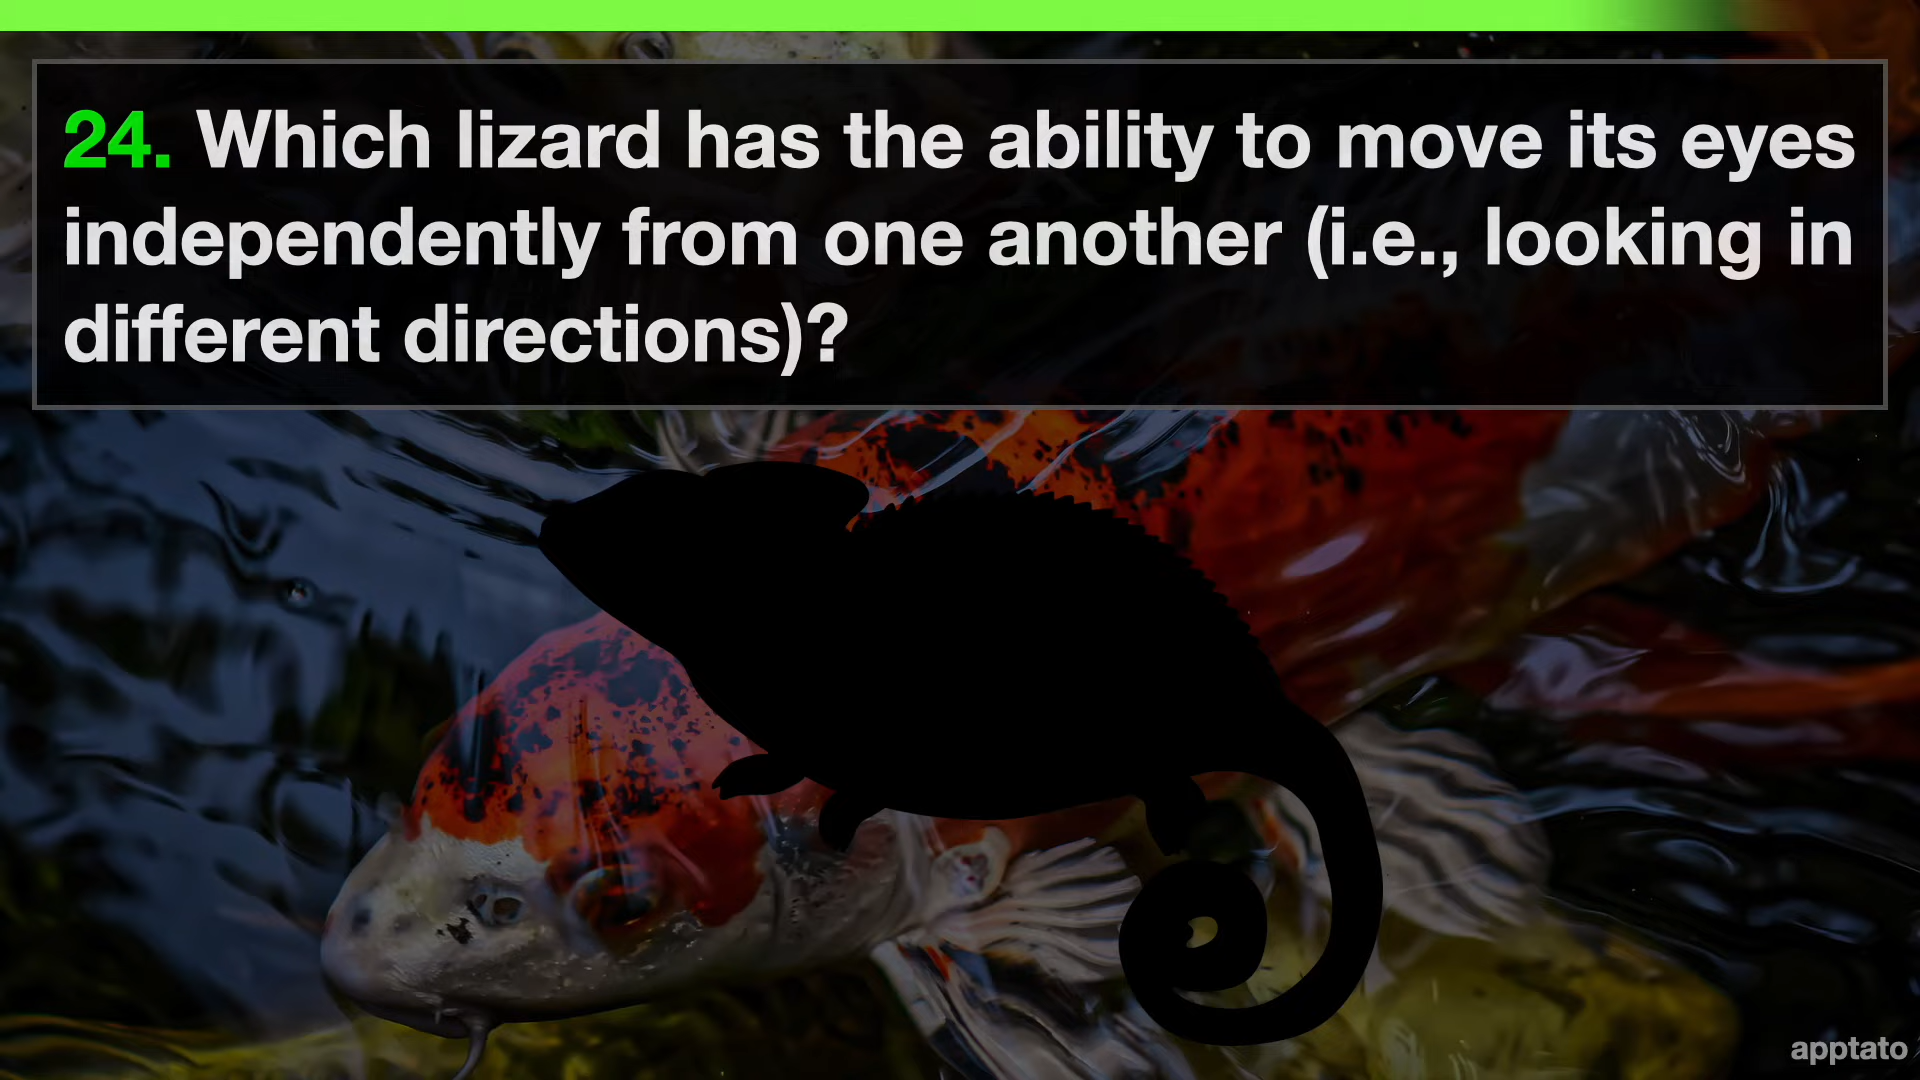 24. Which lizard has the ability to move its eyes
independently from one another (i.e., looking in
different directions)?
apptato